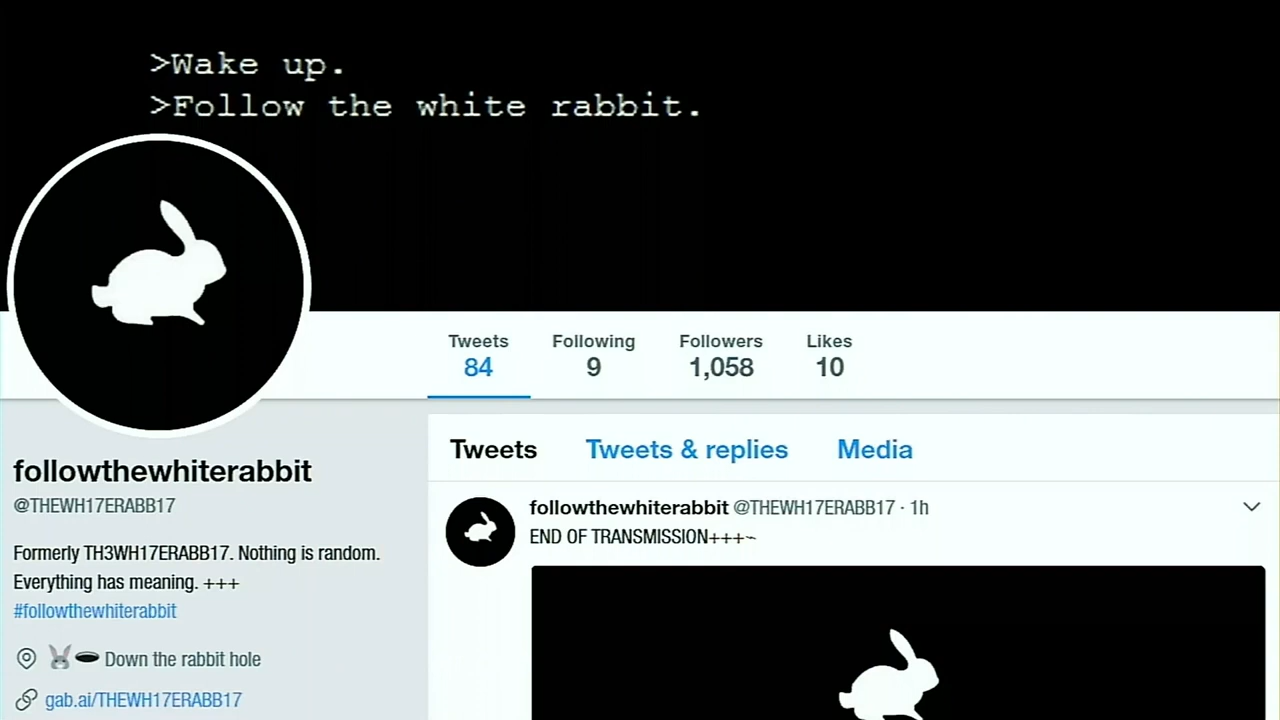 >Wake up.
>Follow the white rabbit.
Tweets
84
Following
9
Followers
1,058
Likes
10
followthewhiterabbit
@THEWH17ERABB17
Formerly TH3WH17ERABB17. Nothing is random.
Everything has meaning. +++
#followthewhiterabbit
Down the rabbit hole
gab.ai/THEWH17ERABB17
Tweets Tweets & replies Media
followthewhiterabbit @THEWH17ERABB17 · 1h
END OF TRANSMISSION+++~